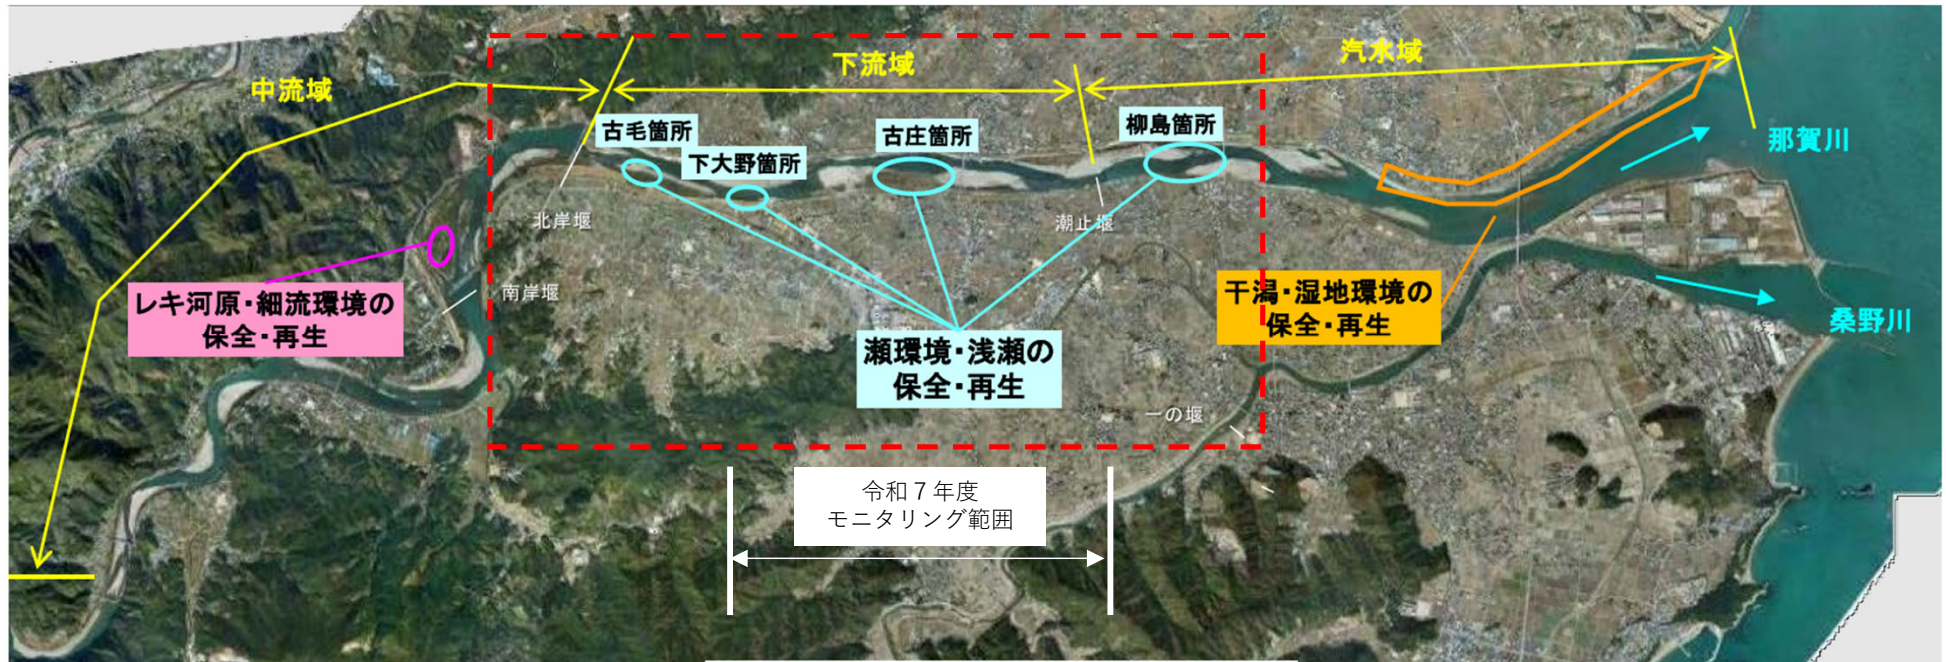 中流域
下流域
汽水域
古毛箇所
下大野箇所
古庄箇所
柳島箇所
那賀川
北岸堰
潮止堰
南岸堰
レキ河原・細流環境の
保全・再生
瀬環境・浅瀬の
保全・再生
干潟・湿地環境の
保全・再生
桑野川
一の堰
令和７年度
モニタリング範囲